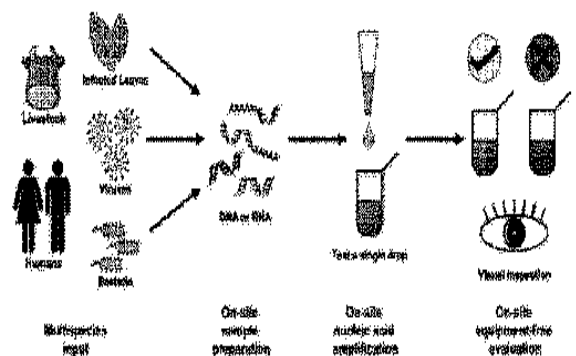 Infected Leaves
Livestock
Viruses
DNA or RNA
Test a single drop
Humans
Bacteria
Visual inspection
Multispecies
input
On-site
sample
preparation
On-site
nucleic acid
amplification
On-site
equipment-free
evaluation